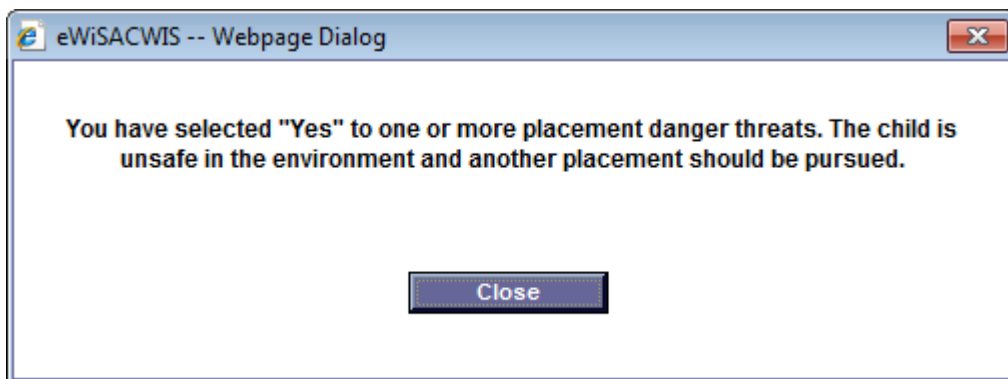 eWiSACWIS -- Webpage Dialog
You have selected "Yes" to one or more placement danger threats. The child is
unsafe in the environment and another placement should be pursued.
Close